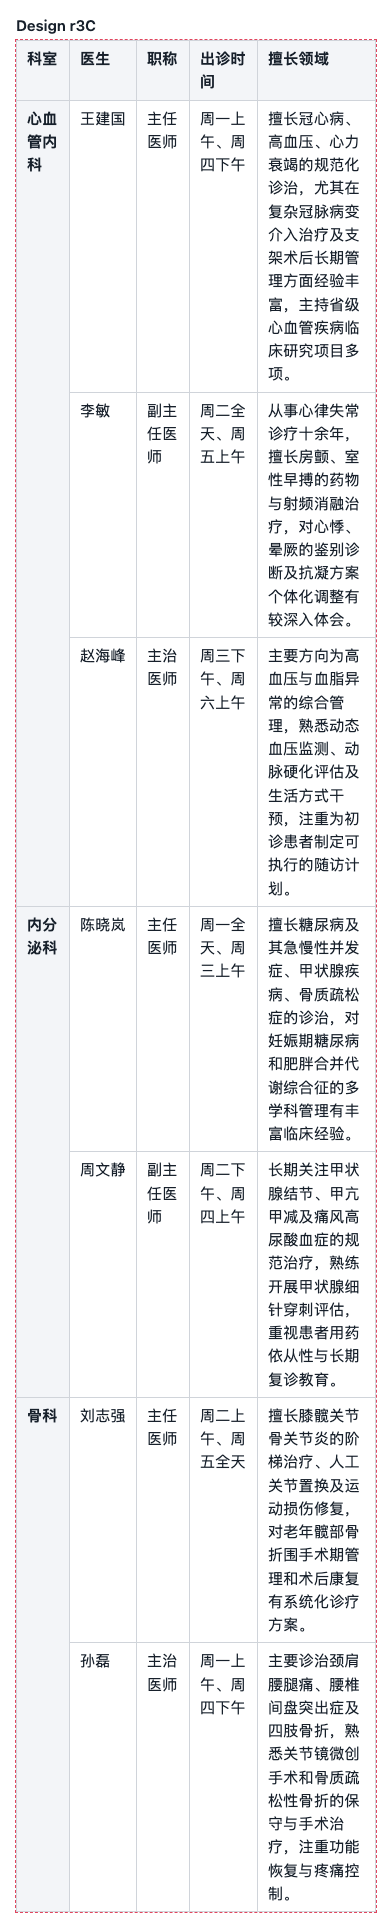 Design r3C
科室 医生 职称 出诊时间 擅长领域
心血管内科 王建国 主任医师 周一上午、周四下午 擅长冠心病、高血压、心力衰竭的规范化诊治，尤其在复杂冠脉病变介入治疗及支架术后长期管理方面经验丰富，主持省级心血管疾病临床研究项目多项。
李敏 副主任医师 周二全天、周五上午 从事心律失常诊疗十余年，擅长房颤、室性早搏的药物与射频消融治疗，对心悸、晕厥的鉴别诊断及抗凝方案个体化调整有较深入体会。
赵海峰 主治医师 周三下午、周六上午 主要方向为高血压与血脂异常的综合管理，熟悉动态血压监测、动脉硬化评估及生活方式干预，注重为初诊患者制定可执行的随访计划。
内分泌科 陈晓岚 主任医师 周一全天、周三上午 擅长糖尿病及其急慢性并发症、甲状腺疾病、骨质疏松症的诊治，对妊娠期糖尿病和肥胖合并代谢综合征的多学科管理有丰富临床经验。
周文静 副主任医师 周二下午、周四上午 长期关注甲状腺结节、甲亢甲减及痛风高尿酸血症的规范治疗，熟练开展甲状腺细针穿刺评估，重视患者用药依从性与长期复诊教育。
骨科 刘志强 主任医师 周二上午、周五全天 擅长膝髋关节骨关节炎的阶梯治疗、人工关节置换及运动损伤修复，对老年髋部骨折围手术期管理和术后康复有系统化诊疗方案。
孙磊 主治医师 周一上午、周四下午 主要诊治颈肩腰腿痛、腰椎间盘突出症及四肢骨折，熟悉关节镜微创手术和骨质疏松性骨折的保守与手术治疗，注重功能恢复与疼痛控制。